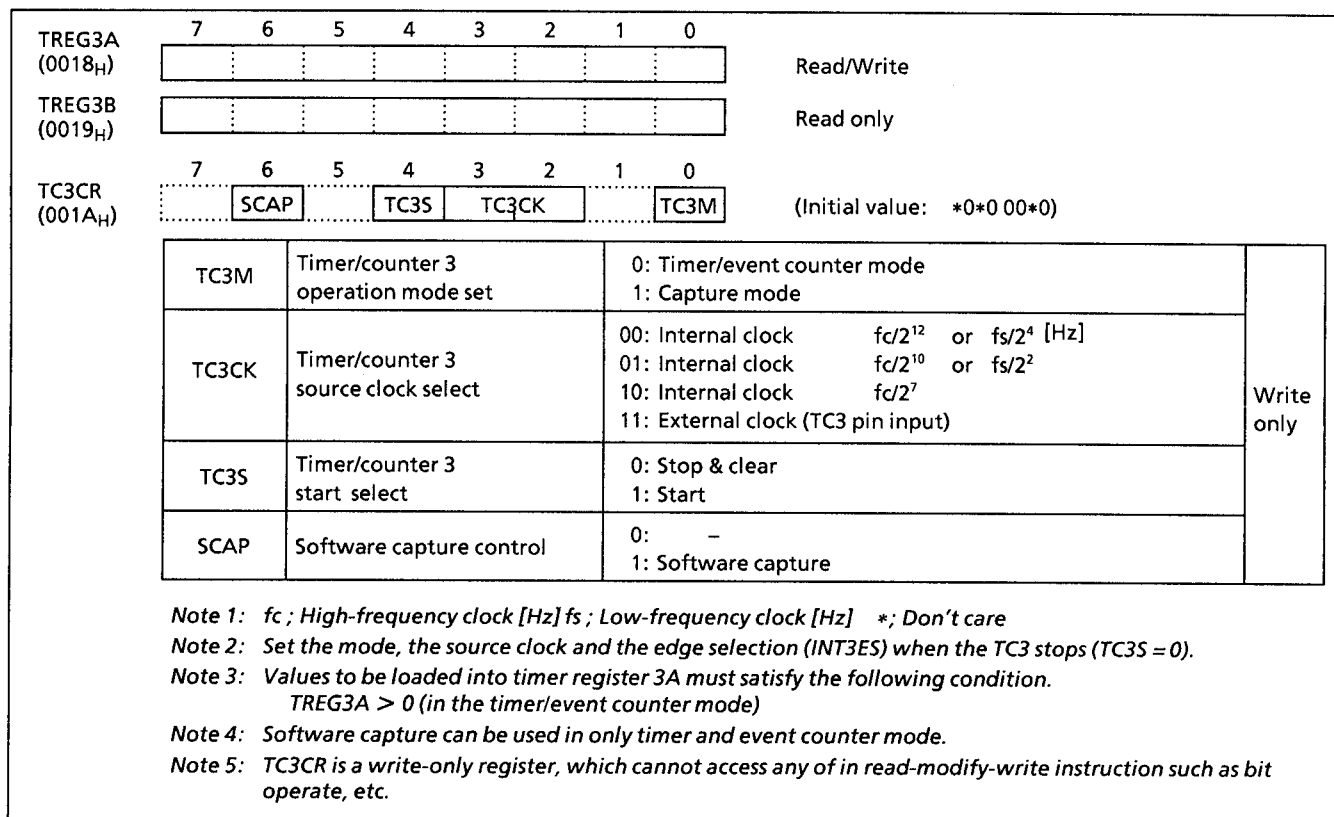 7 6 5 4 3 2 1 0
TREG3A
(0018H) Read/Write
TREG3B
(0019H) Read only
7 6 5 4 3 2 1 0
TC3CR SCAP TC3S TC3CK TC3M (Initial value: *0*0 00*0)
(001AH)
TC3M Timer/counter 3 0: Timer/event counter mode
operation mode set 1: Capture mode
00: Internal clock fc/2¹² or fs/2⁴ [Hz]
TC3CK Timer/counter 3 01: Internal clock fc/2¹⁰ or fs/2²
source clock select 10: Internal clock fc/2⁷ Write
11: External clock (TC3 pin input) only
TC3S Timer/counter 3 0: Stop & clear
start select 1: Start
SCAP Software capture control 0: –
1: Software capture
Note 1: fc ; High-frequency clock [Hz] fs ; Low-frequency clock [Hz] *; Don't care
Note 2: Set the mode, the source clock and the edge selection (INT3ES) when the TC3 stops (TC3S = 0).
Note 3: Values to be loaded into timer register 3A must satisfy the following condition.
TREG3A > 0 (in the timer/event counter mode)
Note 4: Software capture can be used in only timer and event counter mode.
Note 5: TC3CR is a write-only register, which cannot access any of in read-modify-write instruction such as bit
operate, etc.